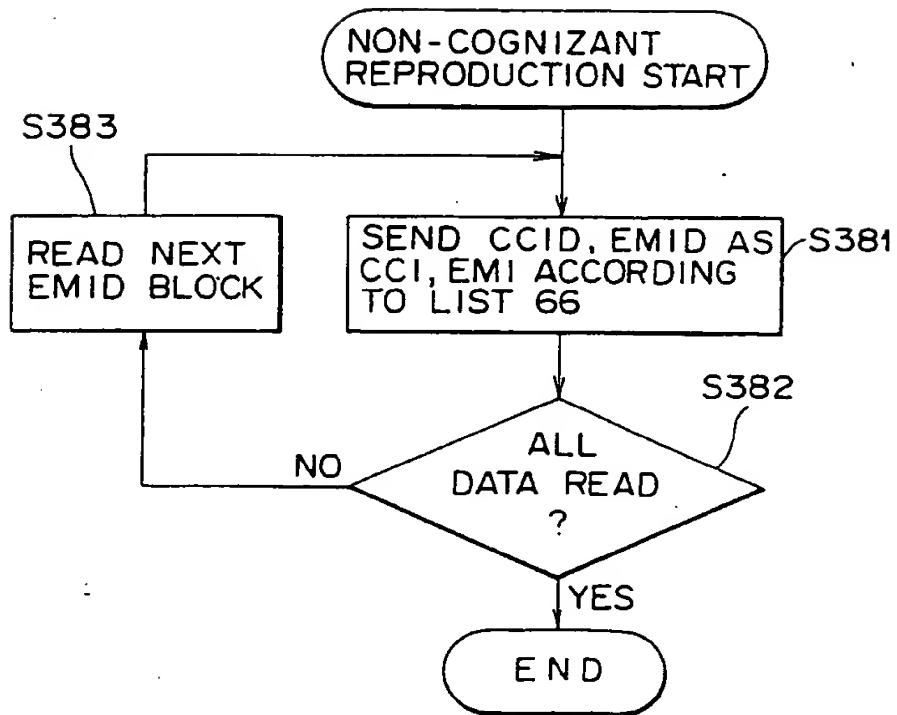 NON-COGNIZANT
REPRODUCTION START
S383
READ NEXT
EMID BLOCK
SEND CCID, EMID AS
CCI, EMI ACCORDING
TO LIST 66
S381
S382
ALL
DATA READ
?
NO
YES
END